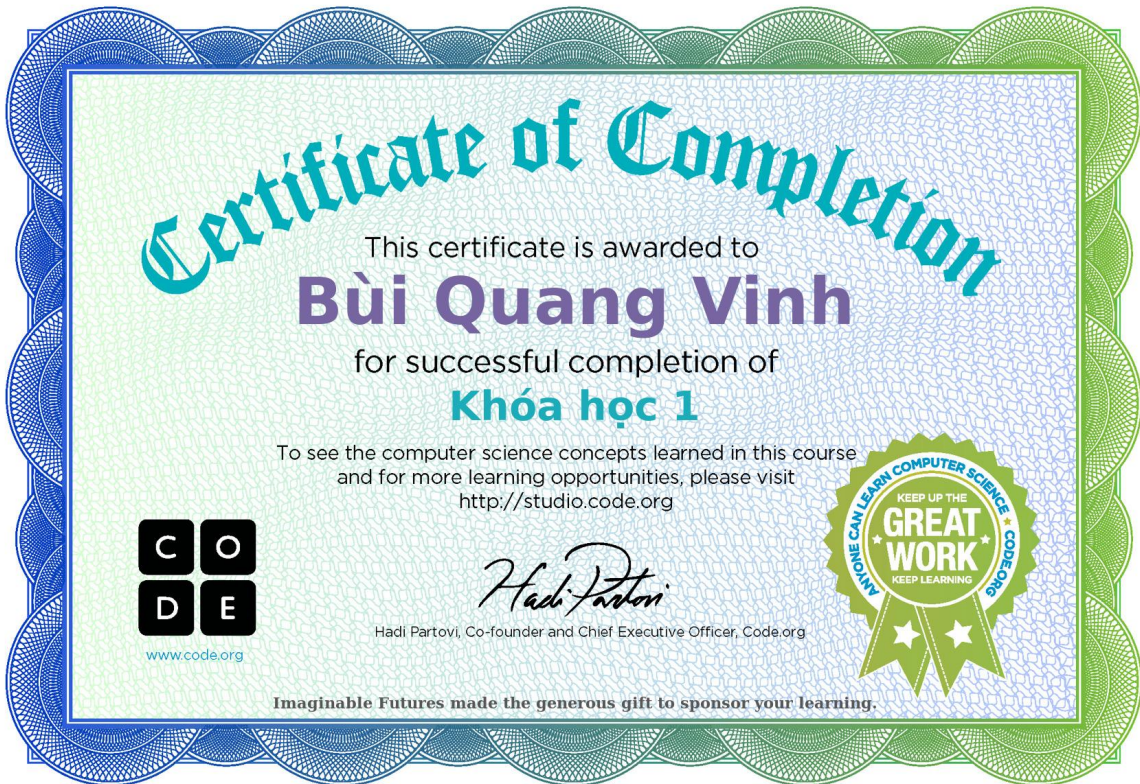 Certificate of Completion
This certificate is awarded to
Bùi Quang Vinh
for successful completion of
Khóa học 1
To see the computer science concepts learned in this course
and for more learning opportunities, please visit
http://studio.code.org
C O
D E
www.code.org
Hadi Partovi
Hadi Partovi, Co-founder and Chief Executive Officer, Code.org
ANYONE CAN LEARN COMPUTER SCIENCE CODE.ORG
KEEP UP THE
GREAT
WORK
KEEP LEARNING
Imaginable Futures made the generous gift to sponsor your learning.